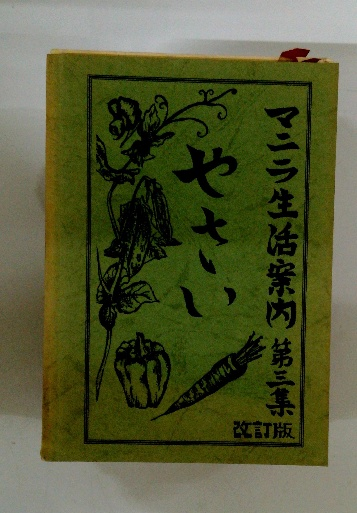 マニラ生活案内 第三集
改訂版
やさい